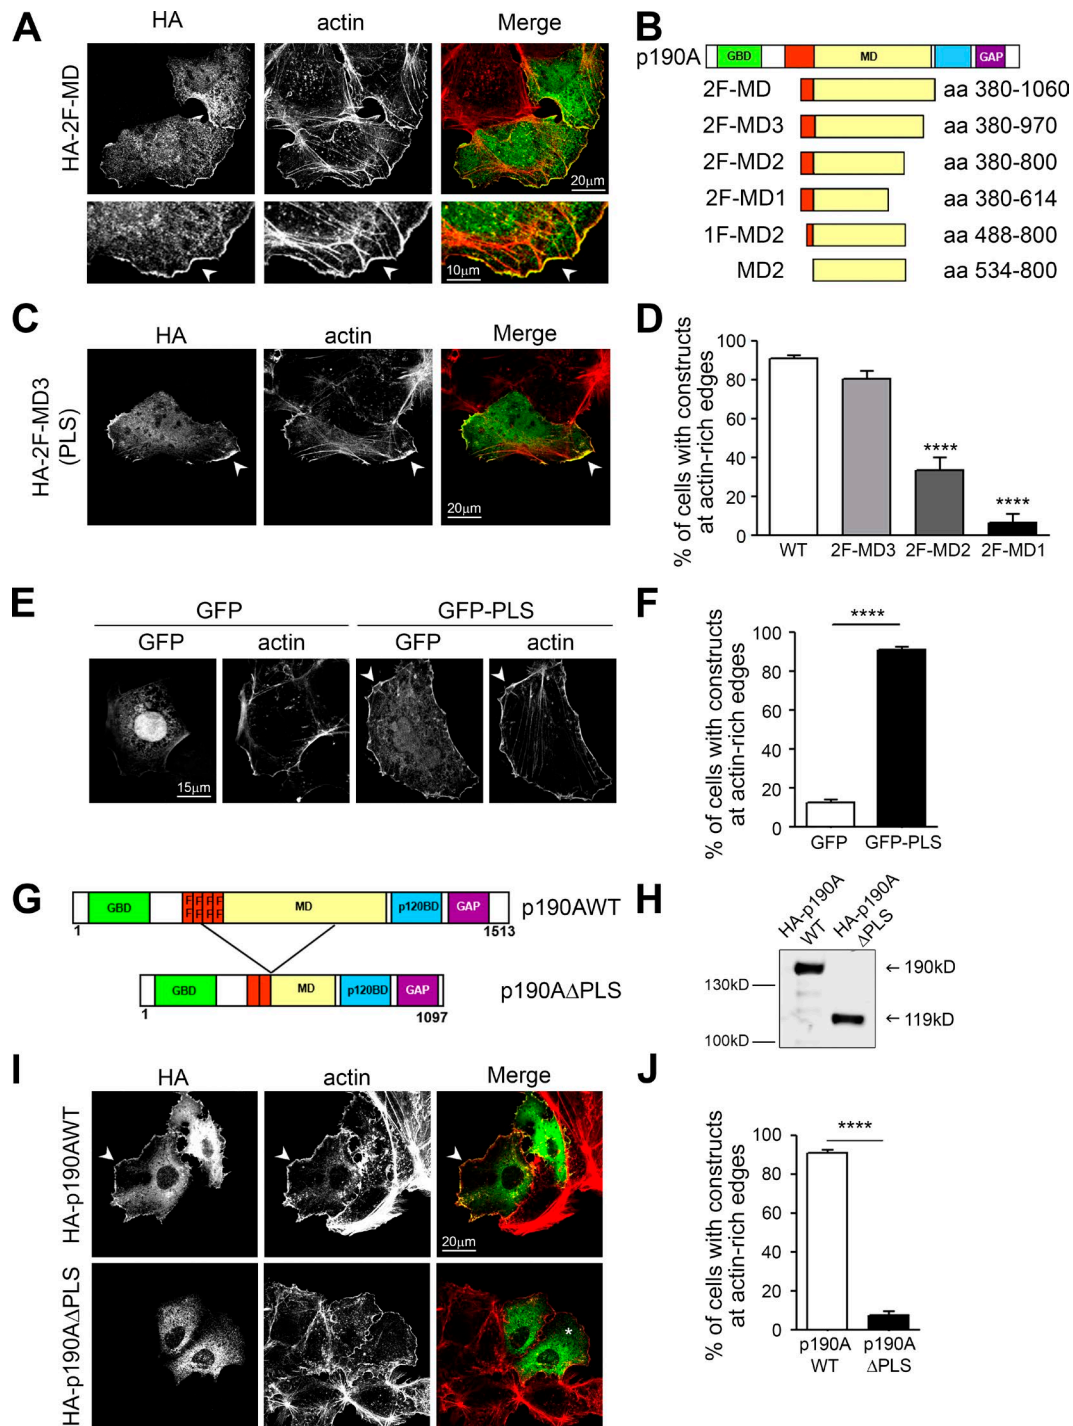 A
HA actin Merge
HA-2F-MD
20µm
10µm
B
p190A GBD MD GAP
2F-MD aa 380-1060
2F-MD3 aa 380-970
2F-MD2 aa 380-800
2F-MD1 aa 380-614
1F-MD2 aa 488-800
MD2 aa 534-800
C
HA actin Merge
HA-2F-MD3
(PLS)
20µm
D
% of cells with constructs
at actin-rich edges
100
80
60
40
20
0
****
****
WT 2F-MD3 2F-MD2 2F-MD1
E
GFP GFP-PLS
GFP actin GFP actin
15µm
F
% of cells with constructs
at actin-rich edges
100
80
60
40
20
0
****
GFP GFP-PLS
G
GBD F F F F MD p120BD GAP p190AWT
F F F F
1 1513
GBD MD p120BD GAP p190AΔPLS
1 1097
H
HA-p190A
WT
HA-p190A
ΔPLS
130kD
100kD
←190kD
←119kD
I
HA actin Merge
HA-p190AWT
20µm
HA-p190AΔPLS
*
J
% of cells with constructs
at actin-rich edges
100
80
60
40
20
0
****
p190A p190A
WT ΔPLS